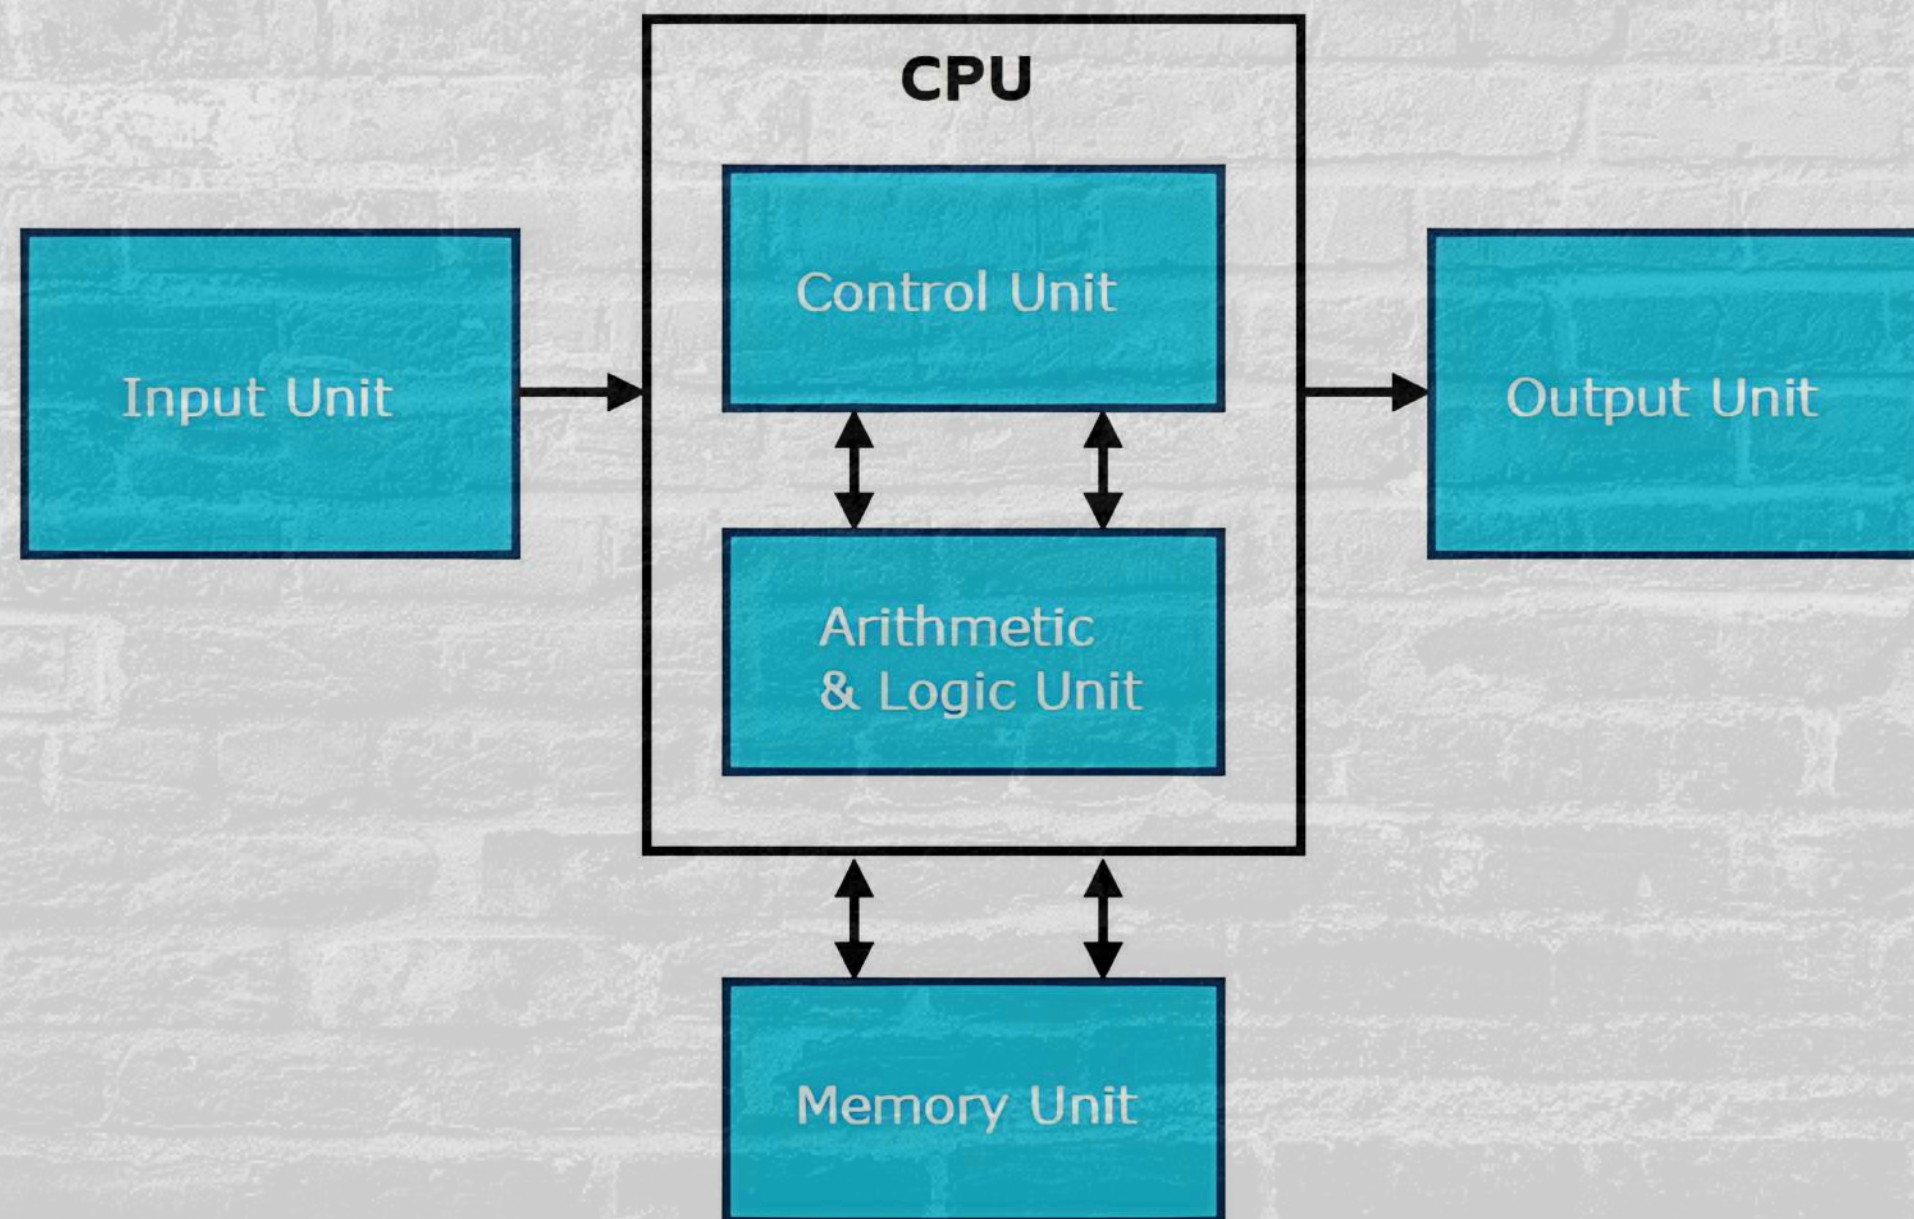 CPU
Control Unit
Input Unit
Output Unit
Arithmetic
& Logic Unit
Memory Unit